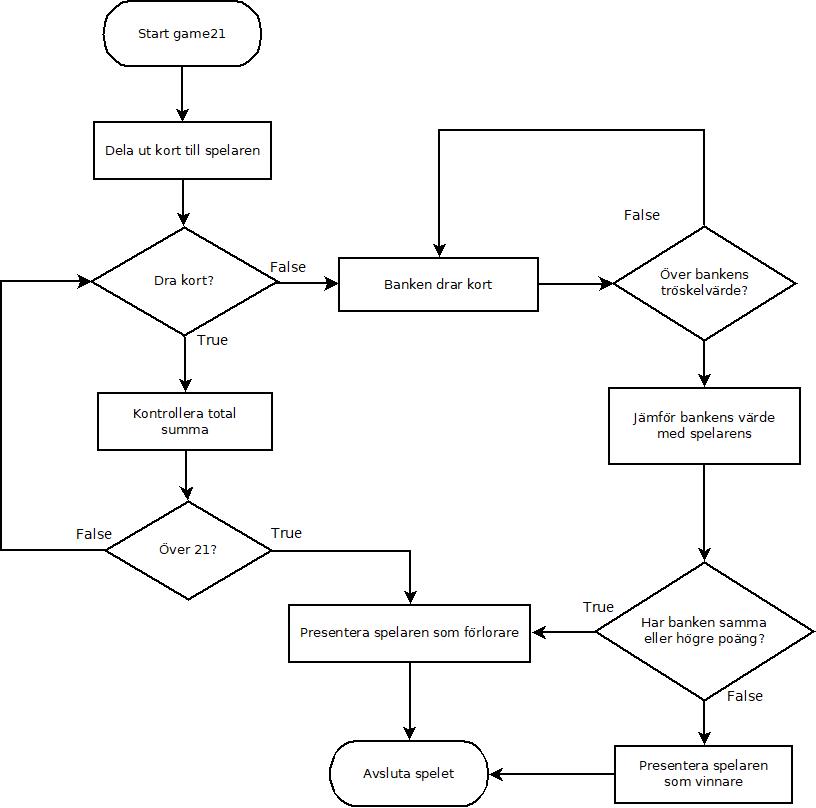 Start game21
Dela ut kort till spelaren
Dra kort?
False
True
Kontrollera total
summa
Över 21?
False
True
Banken drar kort
Över bankens
tröskelvärde?
False
Jämför bankens värde
med spelarens
Har banken samma
eller högre poäng?
True
False
Presentera spelaren som förlorare
Presentera spelaren
som vinnare
Avsluta spelet